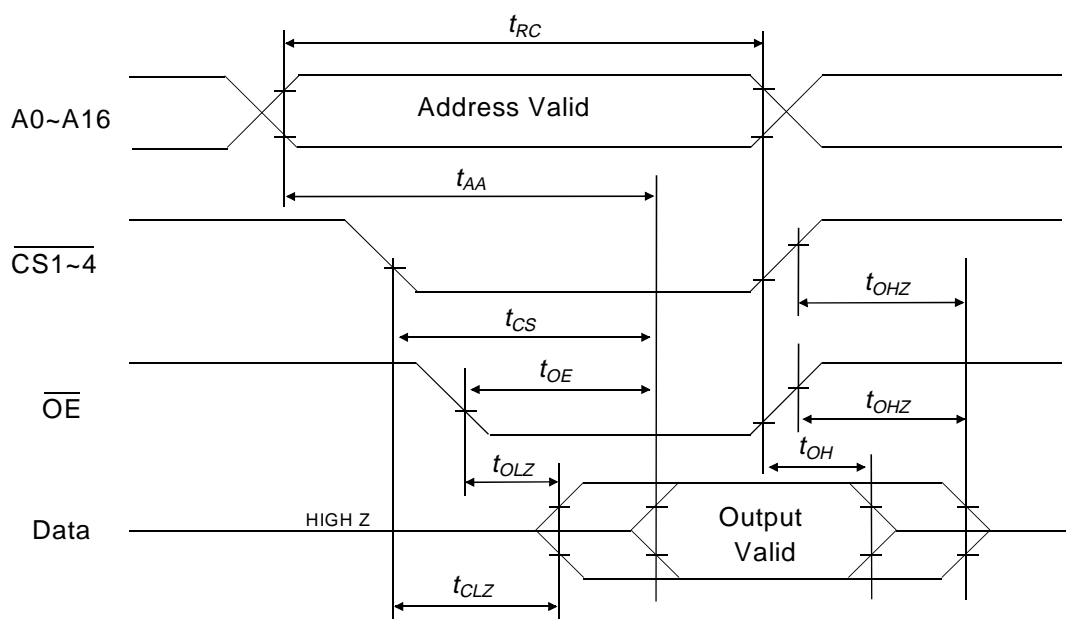 tRC
A0~A16
Address Valid
tAA
CS1~4
tOHZ
tCS
tOE
OE
tOHZ
tOH
tOLZ
Data
HIGH Z
Output
Valid
tCLZ